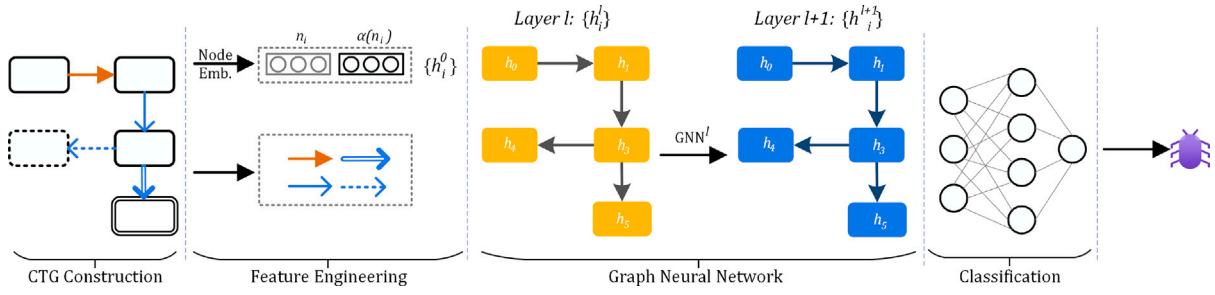 Node
Emb.
n_i α(n_i)
{h_i^0}
Layer l: {h_i^l}
h_0 h_i
h_4 h_3
h_5
GNN^l
Layer l+1: {h_i^{l+1}}
h_0 h_1
h_4 h_3
h_5
CTG Construction
Feature Engineering
Graph Neural Network
Classification